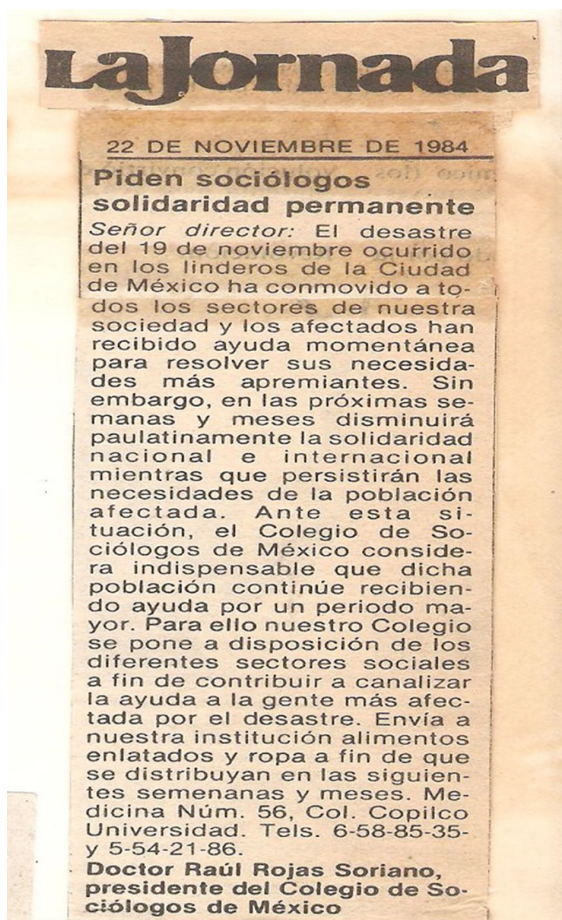 La Jornada
22 DE NOVIEMBRE DE 1984
Piden sociólogos
solidaridad permanente
Señor director: El desastre
del 19 de noviembre ocurrido
en los linderos de la Ciudad
de México ha conmovido a to-
dos los sectores de nuestra
sociedad y los afectados han
recibido ayuda momentánea
para resolver sus necesida-
des más apremiantes. Sin
embargo, en las próximas se-
manas y meses disminuirá
paulatinamente la solidaridad
nacional e internacional
mientras que persistirán las
necesidades de la población
afectada. Ante esta si-
tuación, el Colegio de So-
ciólogos de México conside-
ra indispensable que dicha
población continúe recibien-
do ayuda por un periodo ma-
yor. Para ello nuestro Colegio
se pone a disposición de los
diferentes sectores sociales
a fin de contribuir a canalizar
la ayuda a la gente más afec-
tada por el desastre. Envía a
nuestra institución alimentos
enlatados y ropa a fin de que
se distribuyan en las siguien-
tes semenanas y meses. Me-
dicina Núm. 56, Col. Copilco
Universidad. Tels. 6-58-85-35-
y 5-54-21-86.
Doctor Raúl Rojas Soriano,
presidente del Colegio de So-
ciólogos de México